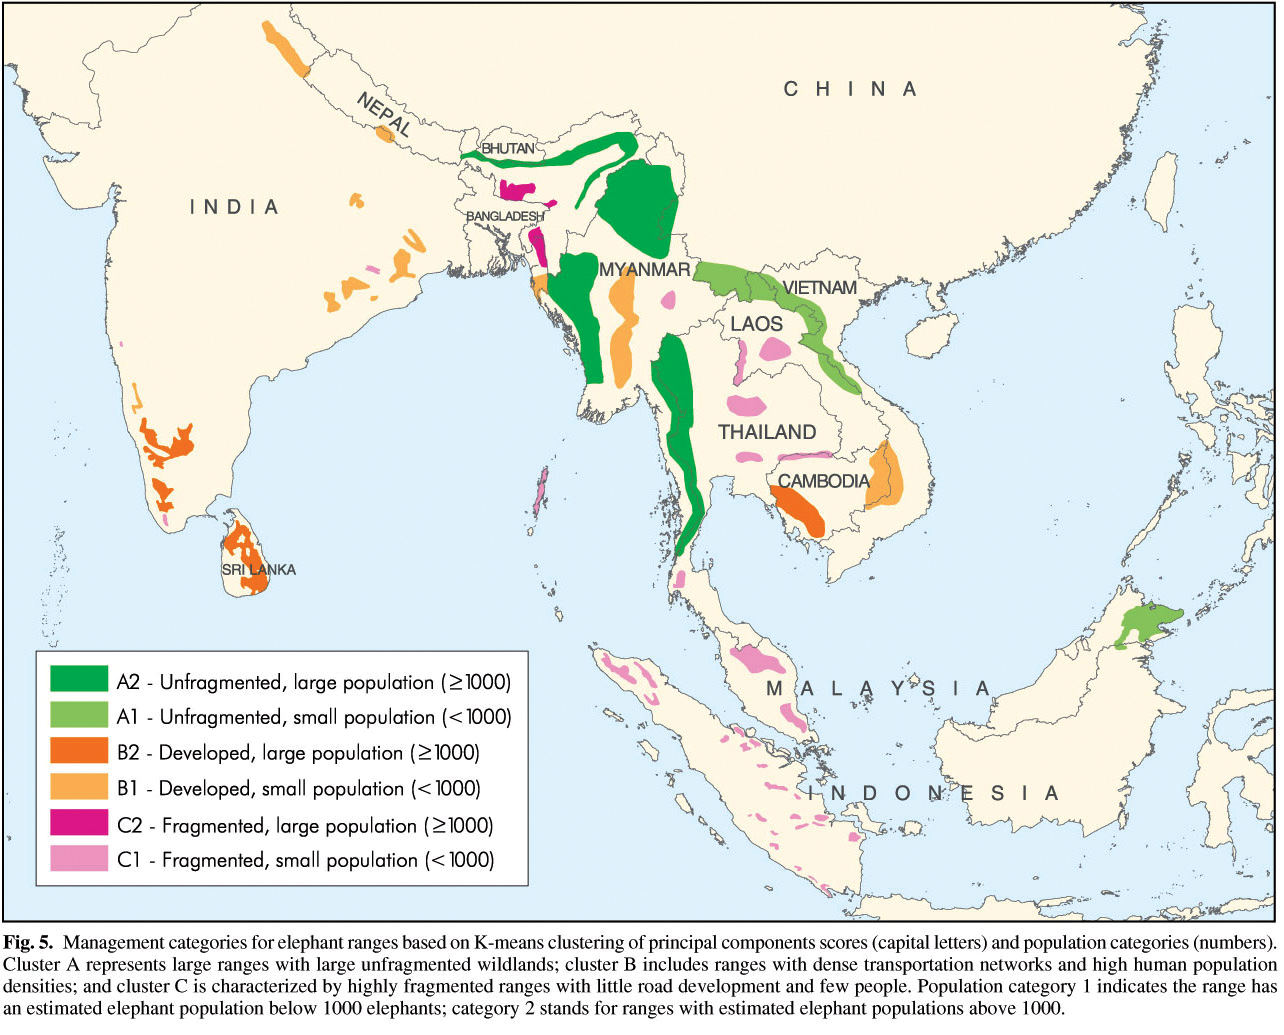 CHINA
NEPAL
BHUTAN
INDIA
BANGLADESH
MYANMAR
VIETNAM
LAOS
THAILAND
CAMBODIA
SRI LANKA
MALAYSIA
INDONESIA
A2 - Unfragmented, large population (≥1000)
A1 - Unfragmented, small population (<1000)
B2 - Developed, large population (≥1000)
B1 - Developed, small population (<1000)
C2 - Fragmented, large population (≥1000)
C1 - Fragmented, small population (<1000)
Fig. 5. Management categories for elephant ranges based on K-means clustering of principal components scores (capital letters) and population categories (numbers).
Cluster A represents large ranges with large unfragmented wildlands; cluster B includes ranges with dense transportation networks and high human population
densities; and cluster C is characterized by highly fragmented ranges with little road development and few people. Population category 1 indicates the range has
an estimated elephant population below 1000 elephants; category 2 stands for ranges with estimated elephant populations above 1000.